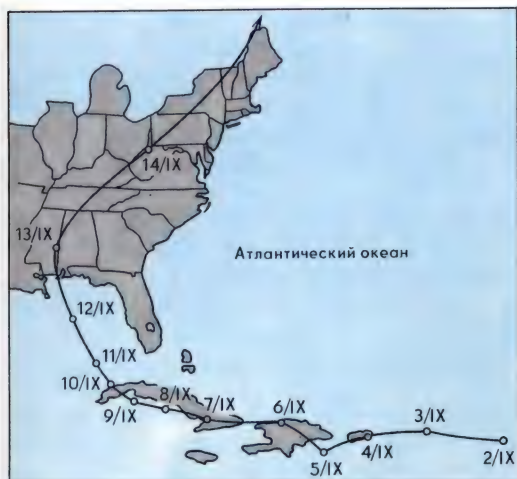 14/IX
13/IX
Атлантический океан
12/IX
11/IX
10/IX
9/IX
8/IX
7/IX
6/IX
5/IX
4/IX
3/IX
2/IX